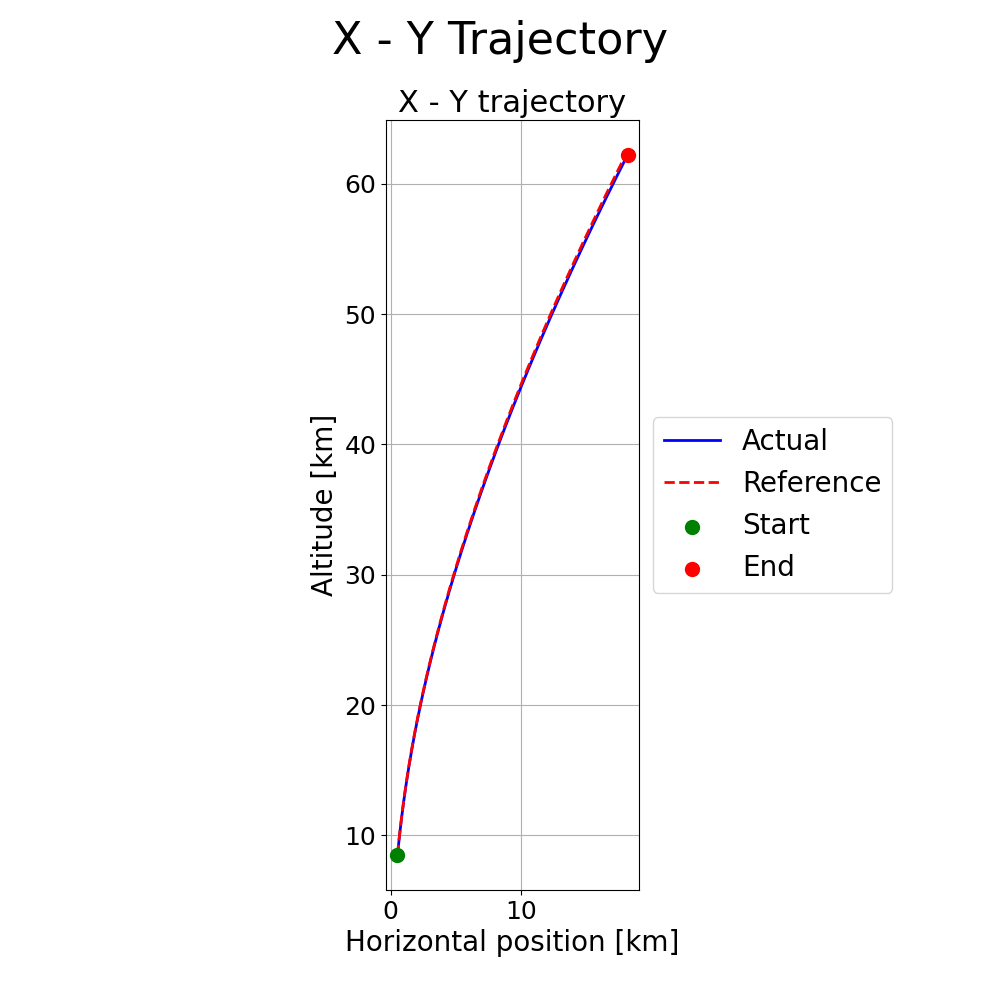 X - Y Trajectory
X - Y trajectory
Altitude [km]
60
50
40
30
20
10
0 10
Horizontal position [km]
Actual
Reference
Start
End